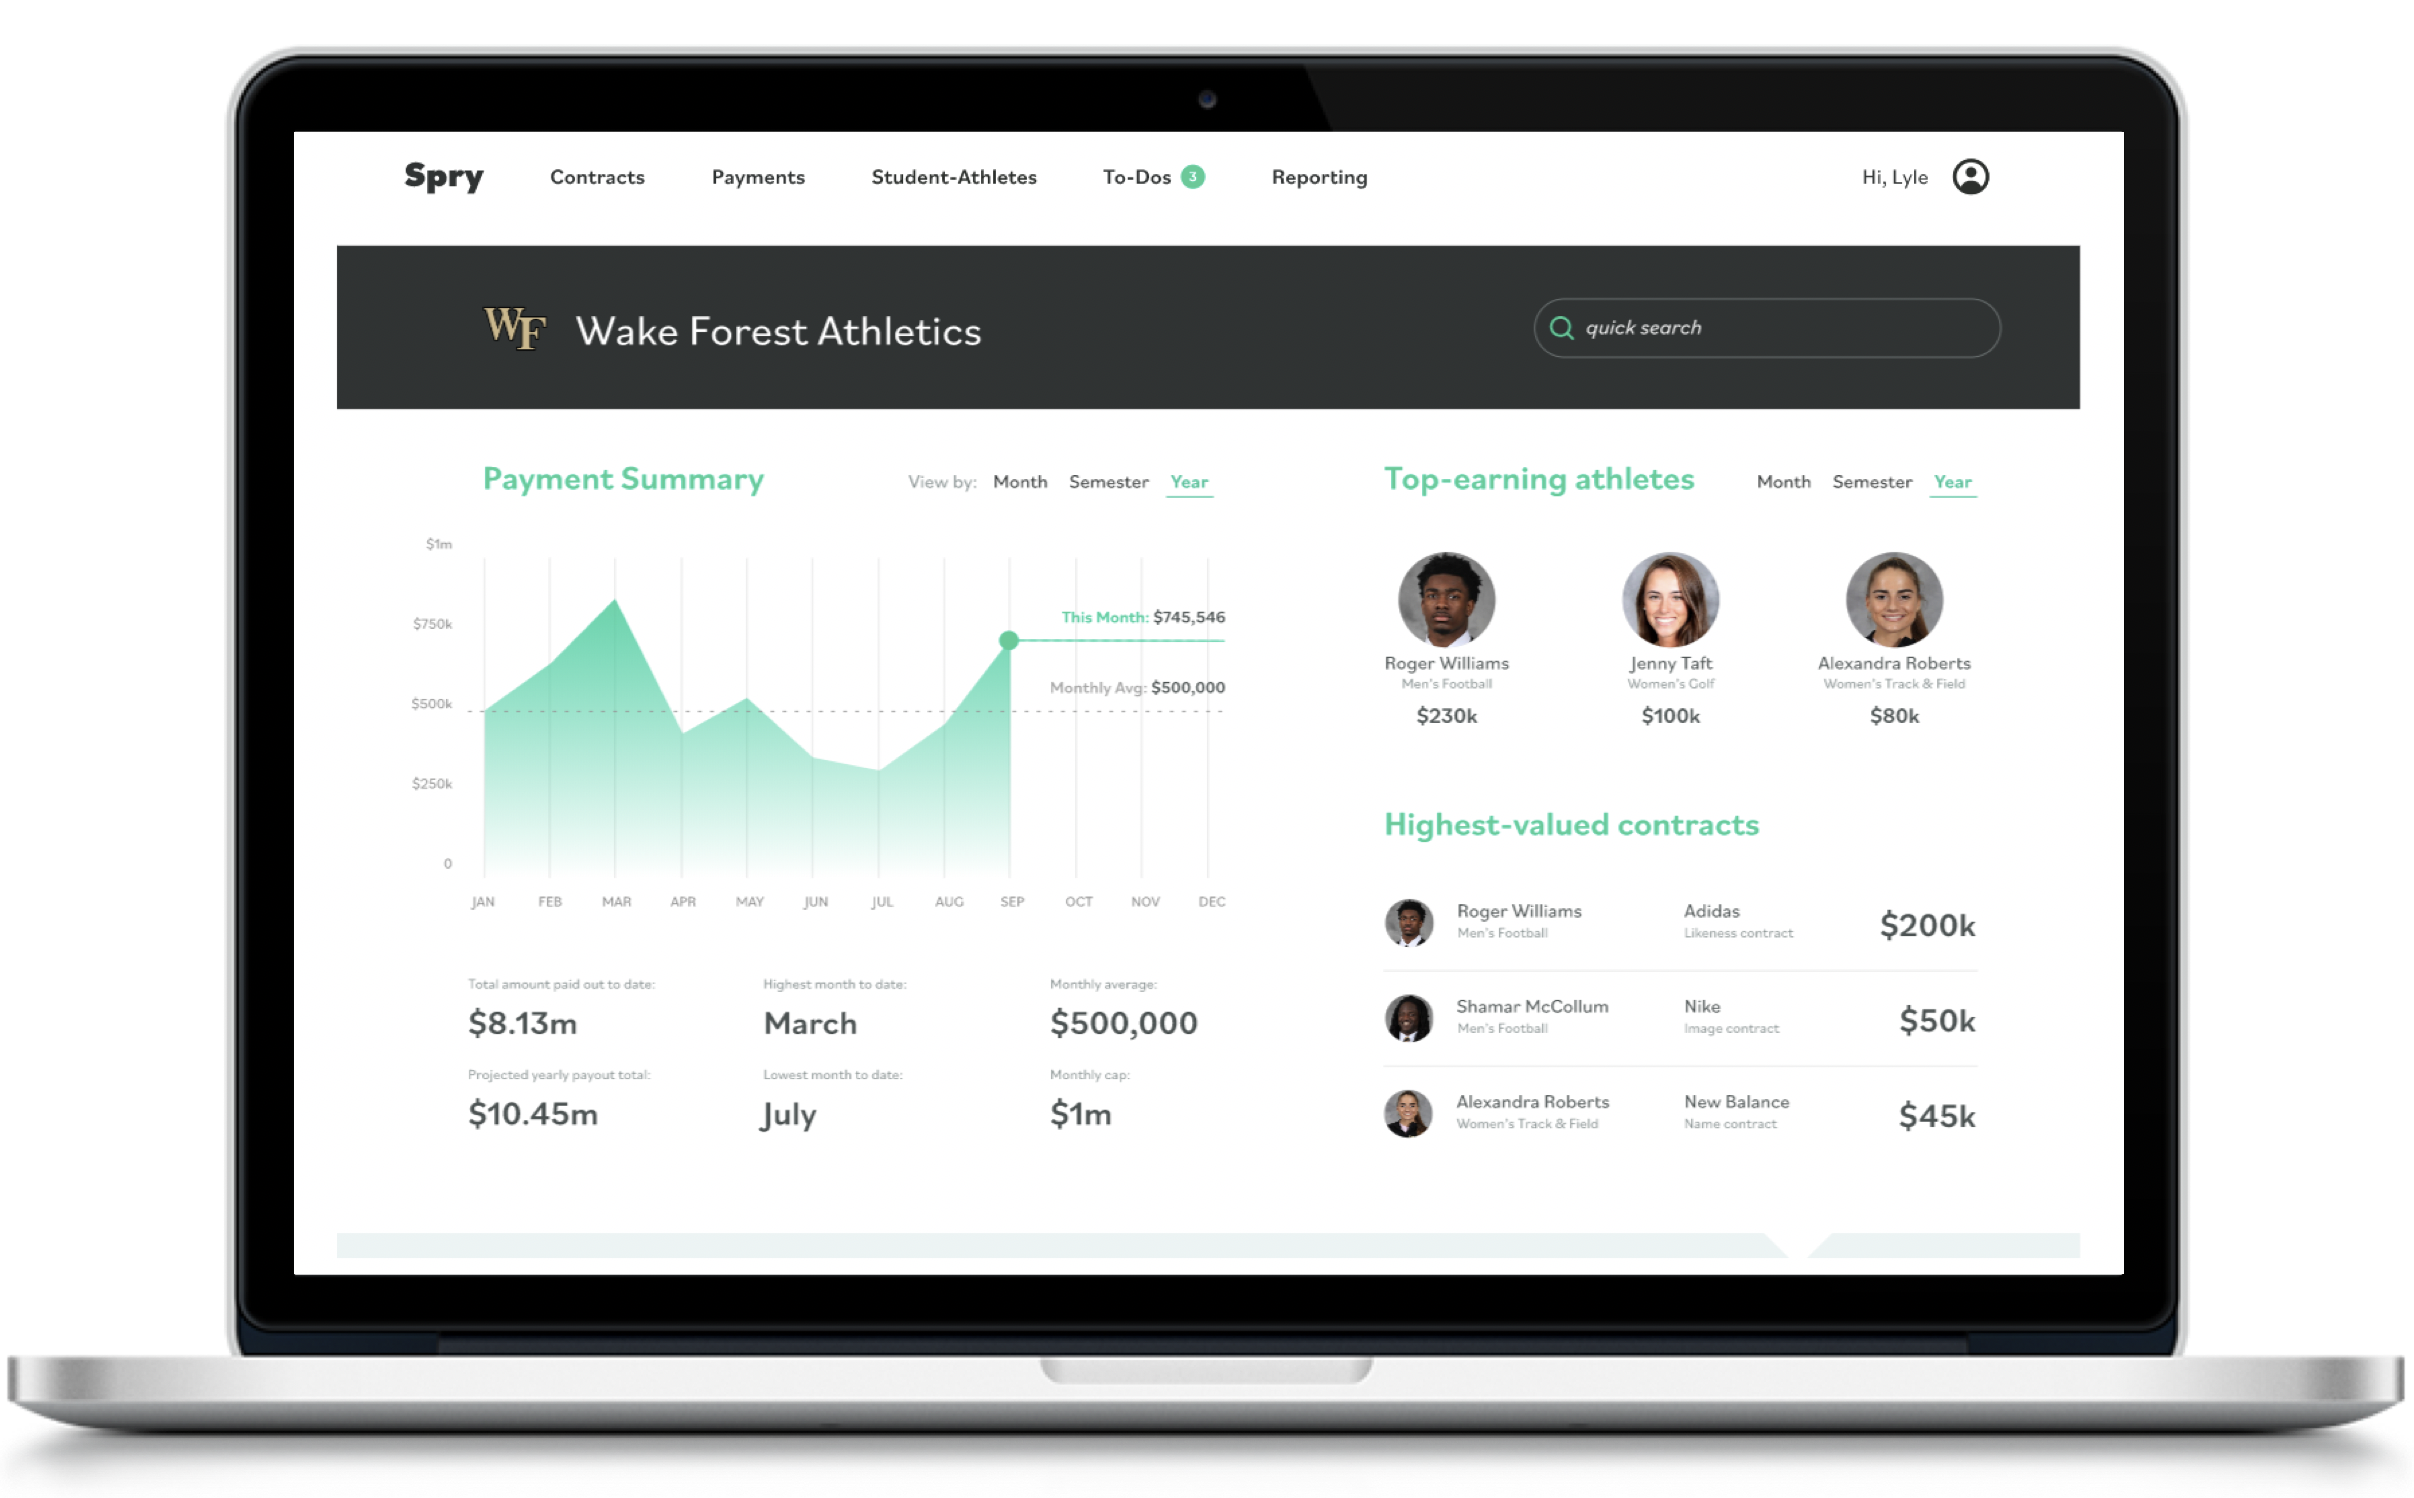 Spry Contracts Payments Student-Athletes To-Dos 3 Reporting Hi, Lyle
WF Wake Forest Athletics quick search
Payment Summary View by: Month Semester Year
$1m
$750k
$500k
$250k
0
This Month: $745,546
Monthly Avg: $500,000
JAN FEB MAR APR MAY JUN JUL AUG SEP OCT NOV DEC
Total amount paid out to date: Highest month to date: Monthly average:
$8.13m March $500,000
Projected yearly payout total: Lowest month to date: Monthly cap:
$10.45m July $1m
Top-earning athletes Month Semester Year
Roger Williams Jenny Taft Alexandra Roberts
Men's Football Women's Golf Women's Track & Field
$230k $100k $80k
Highest-valued contracts
Roger Williams Adidas $200k
Men's Football Likeness contract
Shamar McCollum Nike $50k
Men's Football Image contract
Alexandra Roberts New Balance $45k
Women's Track & Field Name contract